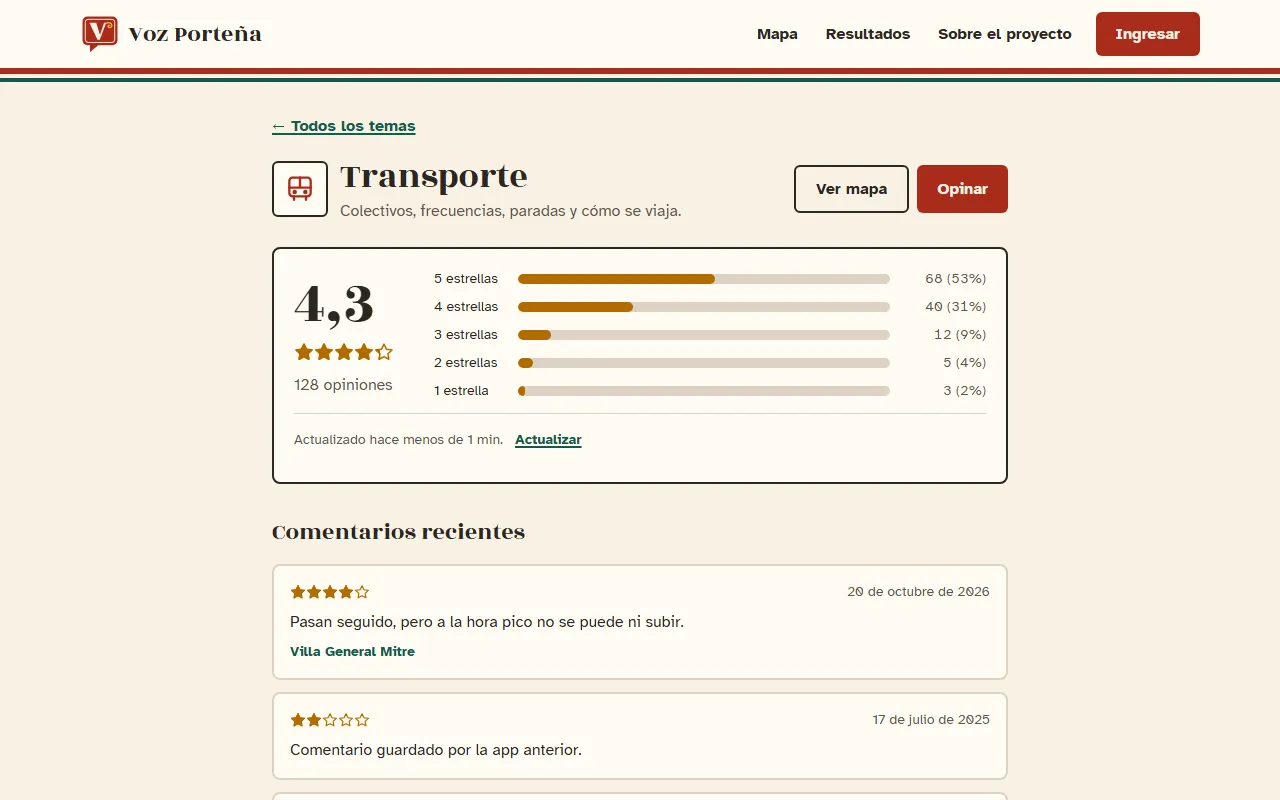 Voz Porteña
Mapa
Resultados
Sobre el proyecto
Ingresar
← Todos los temas
Transporte
Colectivos, frecuencias, paradas y cómo se viaja.
Ver mapa
Opinar
4,3
128 opiniones
5 estrellas 68 (53%)
4 estrellas 40 (31%)
3 estrellas 12 (9%)
2 estrellas 5 (4%)
1 estrella 3 (2%)
Actualizado hace menos de 1 min. Actualizar
Comentarios recientes
20 de octubre de 2026
Pasan seguido, pero a la hora pico no se puede ni subir.
Villa General Mitre
17 de julio de 2025
Comentario guardado por la app anterior.